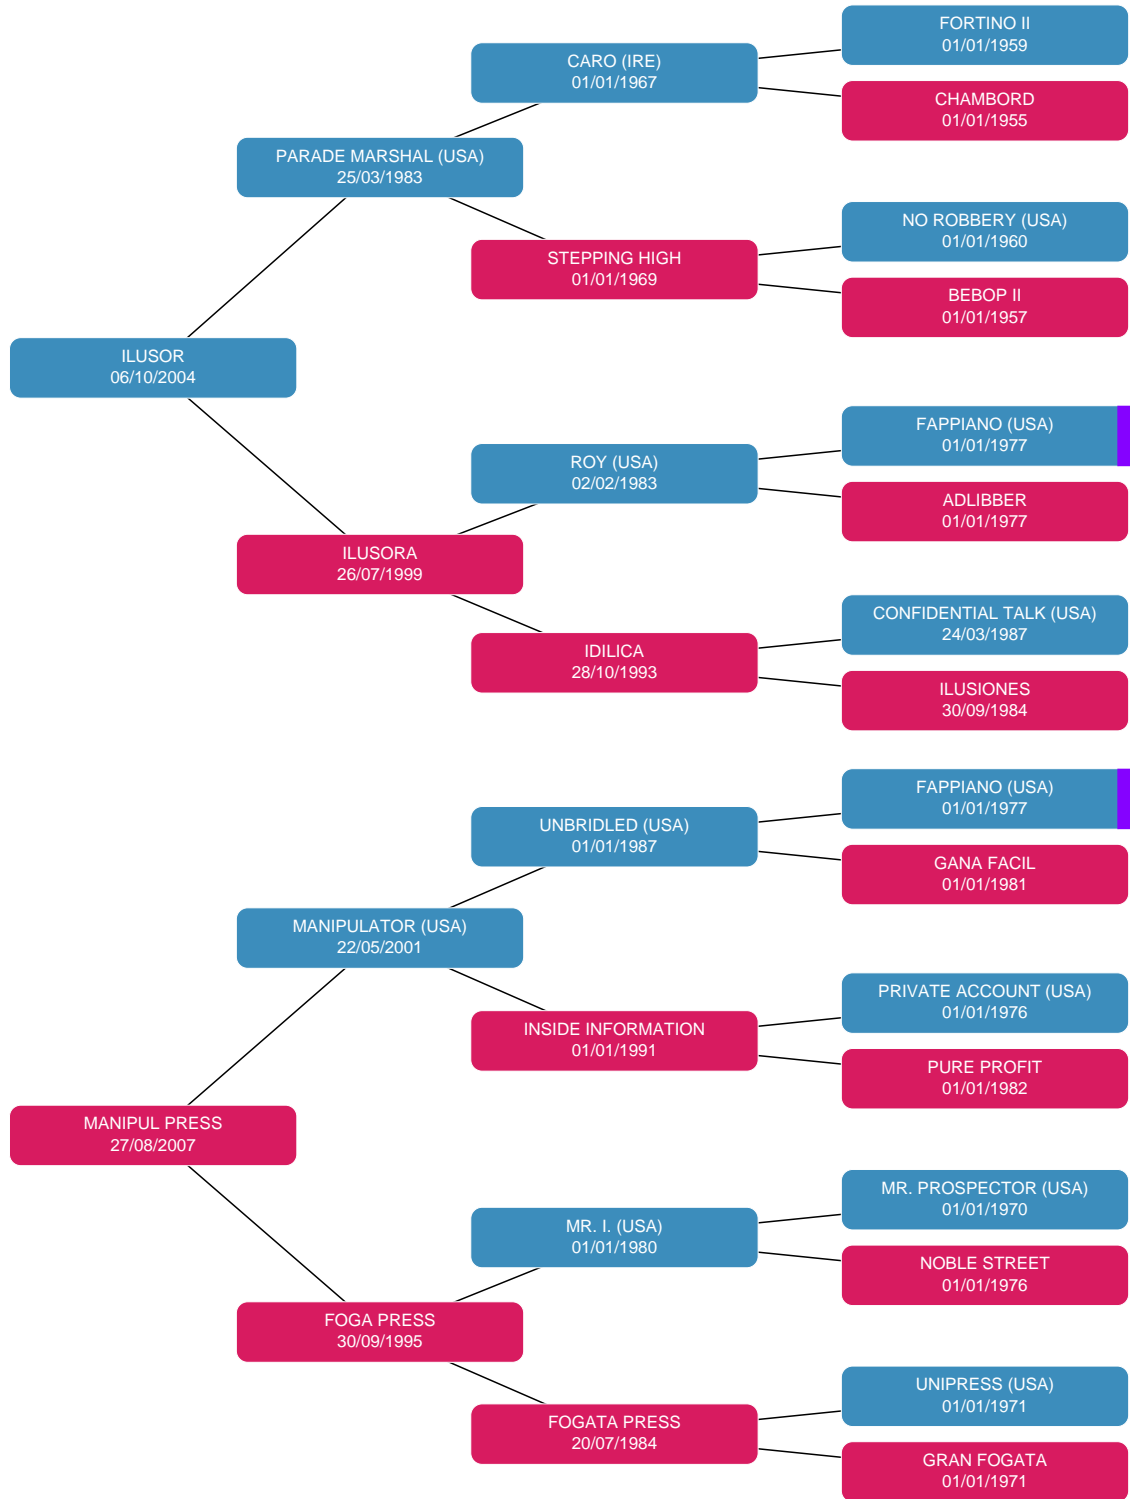 FORTINO II
01/01/1959
CARO (IRE)
01/01/1967
CHAMBORD
01/01/1955
PARADE MARSHAL (USA)
25/03/1983
NO ROBBERY (USA)
01/01/1960
STEPPING HIGH
01/01/1969
BEBOP II
01/01/1957
ILUSOR
06/10/2004
FAPPIANO (USA)
01/01/1977
ROY (USA)
02/02/1983
ADLIBBER
01/01/1977
ILUSORA
26/07/1999
CONFIDENTIAL TALK (USA)
24/03/1987
IDILICA
28/10/1993
ILUSIONES
30/09/1984
FAPPIANO (USA)
01/01/1977
UNBRIDLED (USA)
01/01/1987
GANA FACIL
01/01/1981
MANIPULATOR (USA)
22/05/2001
PRIVATE ACCOUNT (USA)
01/01/1976
INSIDE INFORMATION
01/01/1991
PURE PROFIT
01/01/1982
MANIPUL PRESS
27/08/2007
MR. PROSPECTOR (USA)
01/01/1970
MR. I. (USA)
01/01/1980
NOBLE STREET
01/01/1976
FOGA PRESS
30/09/1995
UNIPRESS (USA)
01/01/1971
FOGATA PRESS
20/07/1984
GRAN FOGATA
01/01/1971